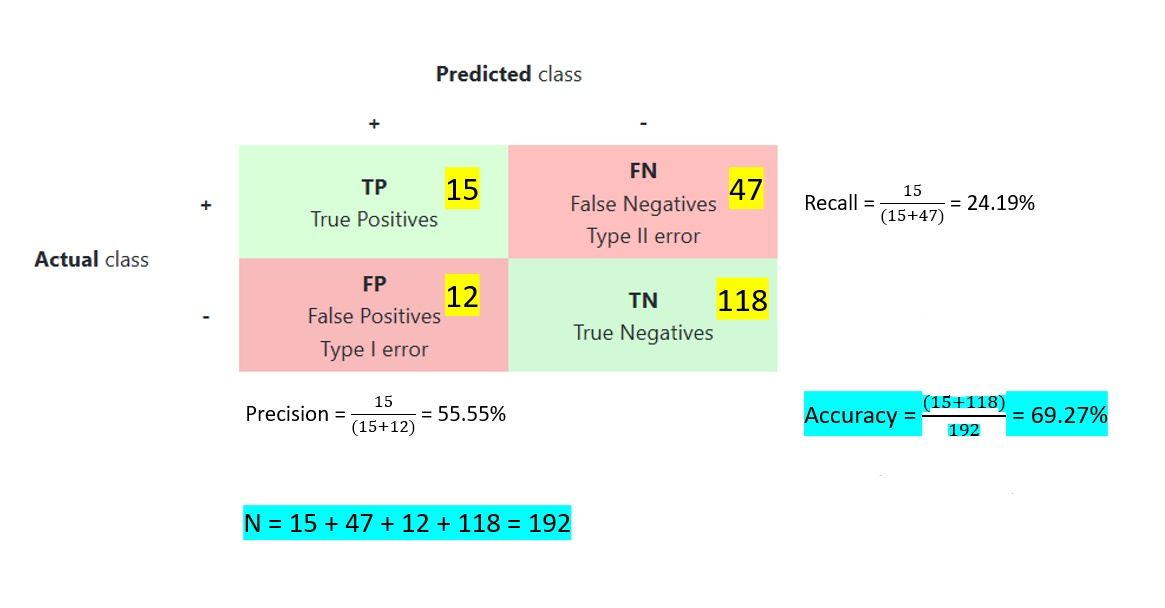 Predicted class
+ -
+
TP 15
True Positives
FN 47
False Negatives
Type II error
Recall = 15/(15+47) = 24.19%
Actual class
-
FP 12
False Positives
Type I error
TN 118
True Negatives
Precision = 15/(15+12) = 55.55%
Accuracy = (15+118)/192 = 69.27%
N = 15 + 47 + 12 + 118 = 192